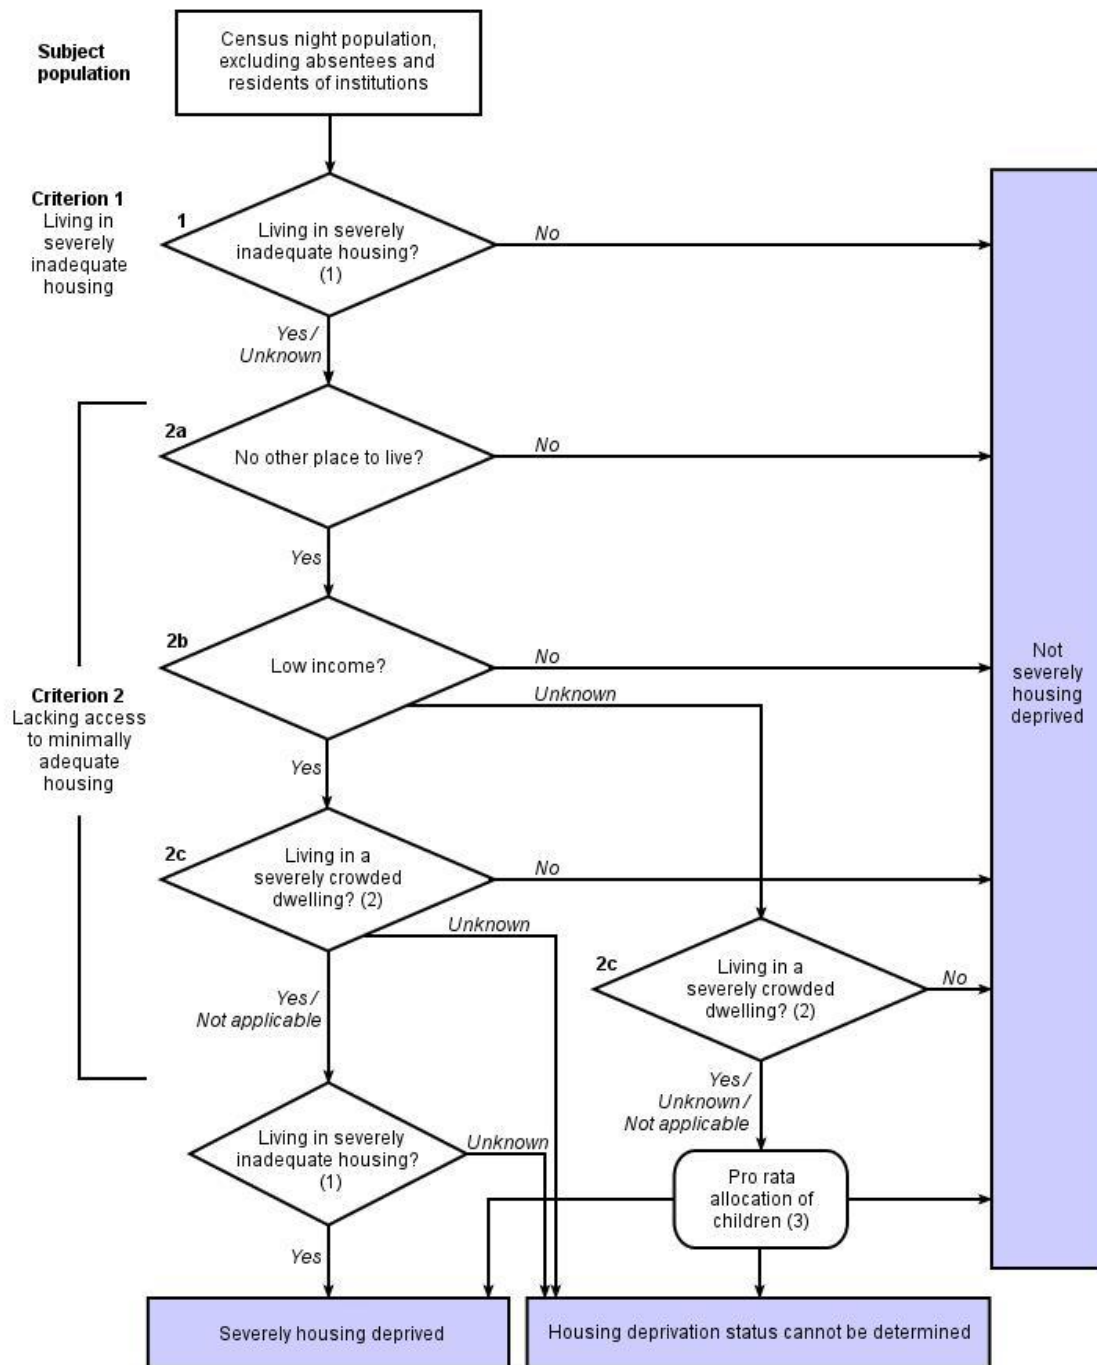 Subject
population
Census night population,
excluding absentees and
residents of institutions
Criterion 1
Living in
severely
inadequate
housing
1
Living in severely
inadequate housing?
(1)
No
Yes /
Unknown
2a
No other place to live?
No
Yes
Criterion 2
Lacking access
to minimally
adequate
housing
2b
Low income?
No
Unknown
Yes
Not
severely
housing
deprived
2c
Living in a
severely crowded
dwelling? (2)
No
Unknown
Yes /
Not applicable
2c
Living in a
severely crowded
dwelling? (2)
No
Yes /
Unknown /
Not applicable
Living in severely
inadequate housing?
(1)
Unknown
Yes
Pro rata
allocation of
children (3)
Severely housing deprived
Housing deprivation status cannot be determined